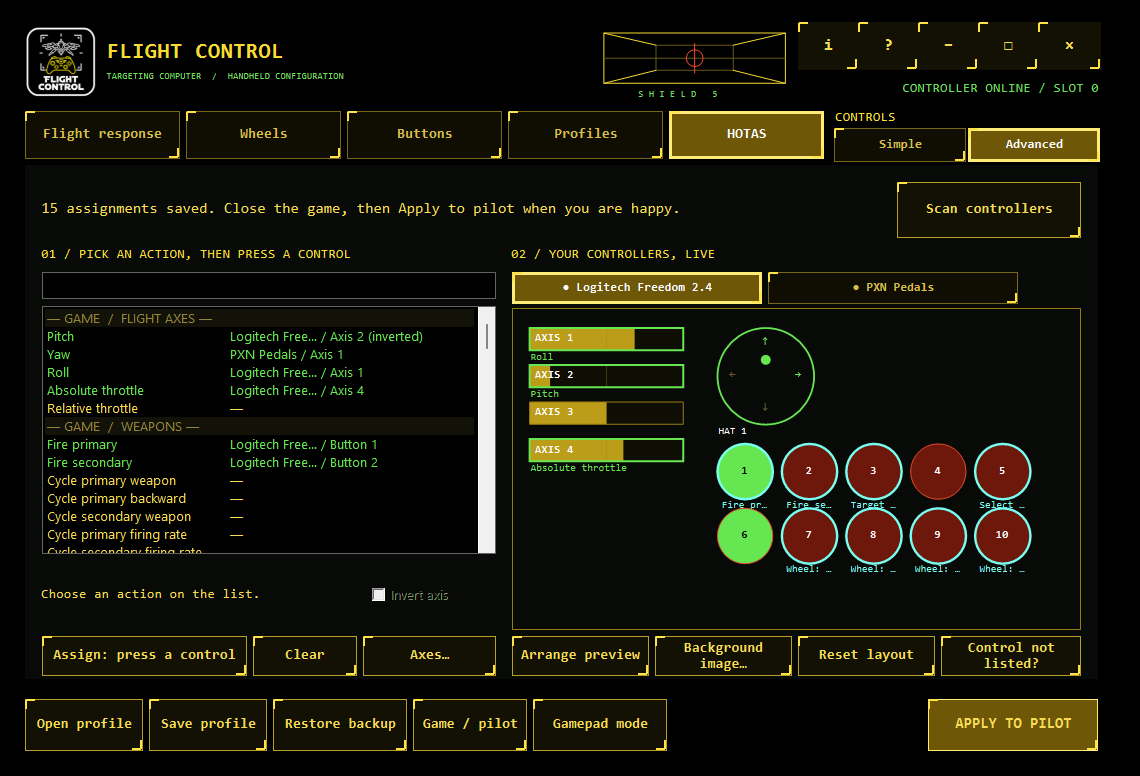 FLIGHT CONTROL
FLIGHT CONTROL
TARGETING COMPUTER / HANDHELD CONFIGURATION
SHIELD 5
i ? − □ ×
CONTROLLER ONLINE / SLOT 0
Flight response
Wheels
Buttons
Profiles
HOTAS
CONTROLS
Simple
Advanced
15 assignments saved. Close the game, then Apply to pilot when you are happy.
Scan controllers
01 / PICK AN ACTION, THEN PRESS A CONTROL
— GAME / FLIGHT AXES —
Pitch Logitech Free... / Axis 2 (inverted)
Yaw PXN Pedals / Axis 1
Roll Logitech Free... / Axis 1
Absolute throttle Logitech Free... / Axis 4
Relative throttle —
— GAME / WEAPONS —
Fire primary Logitech Free... / Button 1
Fire secondary Logitech Free... / Button 2
Cycle primary weapon —
Cycle primary backward —
Cycle secondary weapon —
Cycle primary firing rate —
Cycle secondary firing rate
Choose an action on the list.
Invert axis
Assign: press a control
Clear
Axes…
02 / YOUR CONTROLLERS, LIVE
● Logitech Freedom 2.4
● PXN Pedals
AXIS 1
Roll
AXIS 2
Pitch
AXIS 3
AXIS 4
Absolute throttle
↑
← →
↓
HAT 1
1 2 3 4 5
Fire pr… Fire se… Target … Select …
6 7 8 9 10
Wheel: … Wheel: … Wheel: … Wheel: …
Arrange preview
Background
image…
Reset layout
Control not
listed?
Open profile
Save profile
Restore backup
Game / pilot
Gamepad mode
APPLY TO PILOT